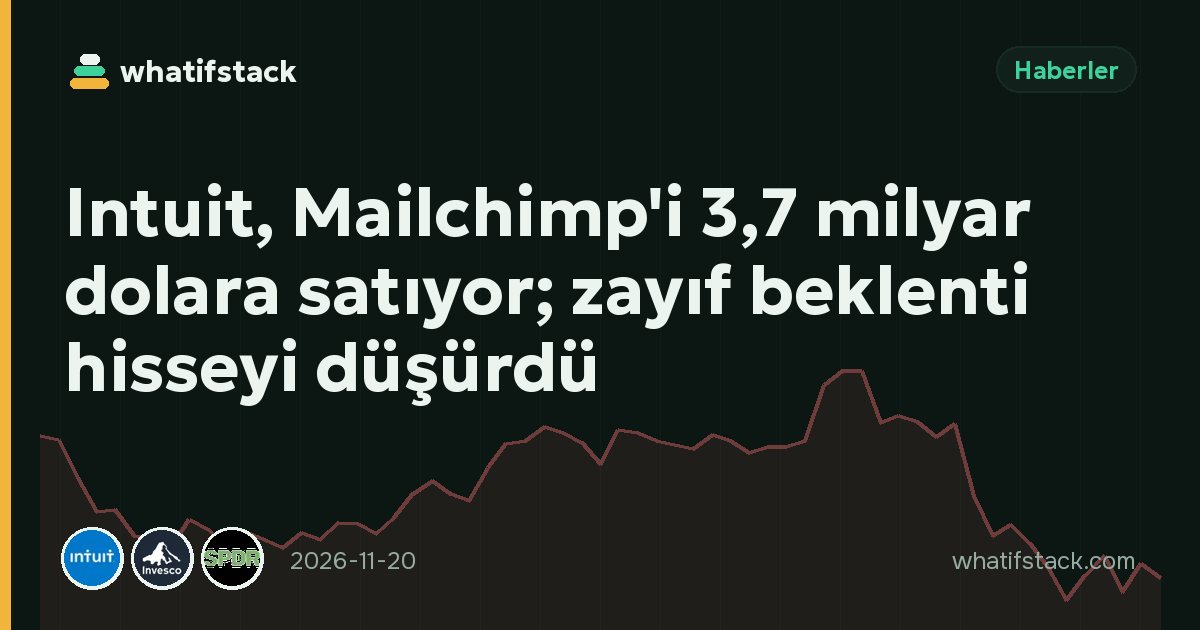 whatifstack
Haberler
Intuit, Mailchimp'i 3,7 milyar
dolara satıyor; zayıf beklenti
hisseyi düşürdü
intuit
Invesco
SPDR
2026-11-20
whatifstack.com